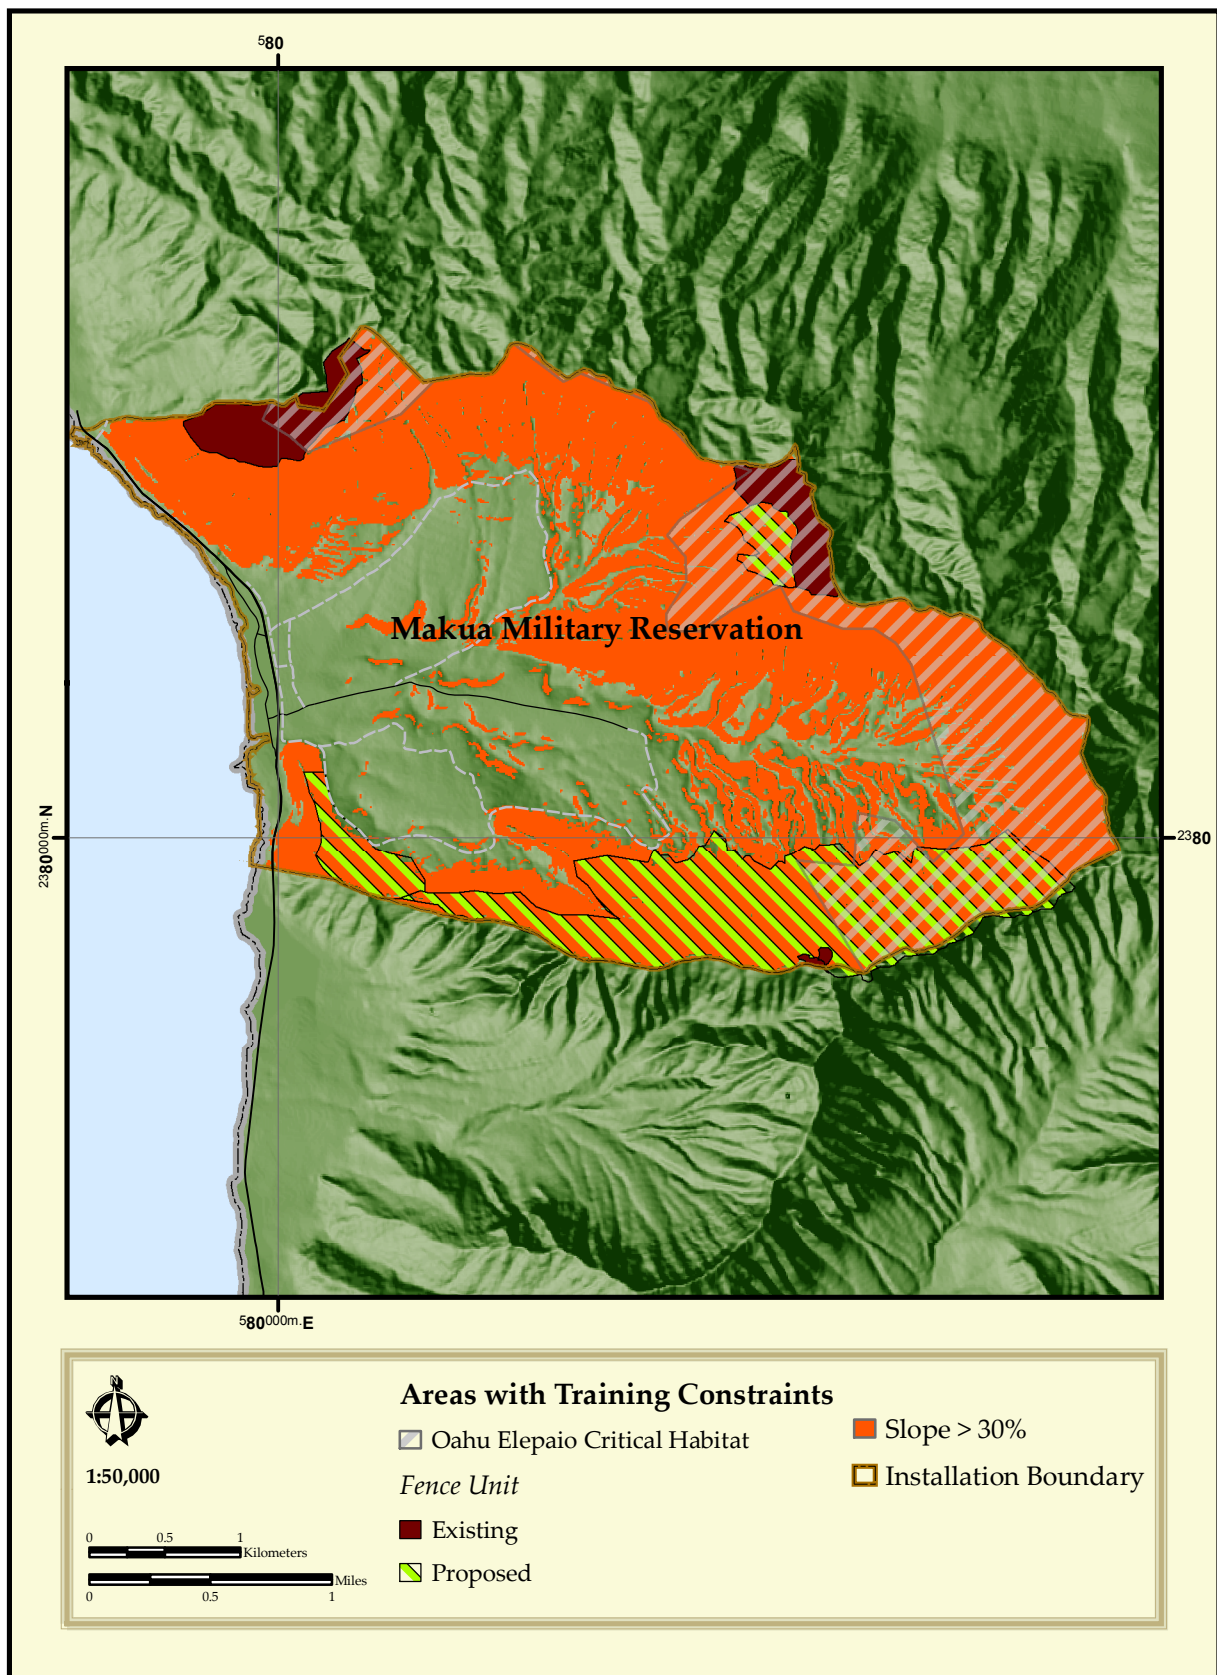 580
Makua Military Reservation
2380000m.N
2380
580000m.E
N
1:50,000
0 0.5 1
Kilometers
Miles
0 0.5 1
Areas with Training Constraints
Oahu Elepaio Critical Habitat
Fence Unit
Existing
Proposed
Slope > 30%
Installation Boundary